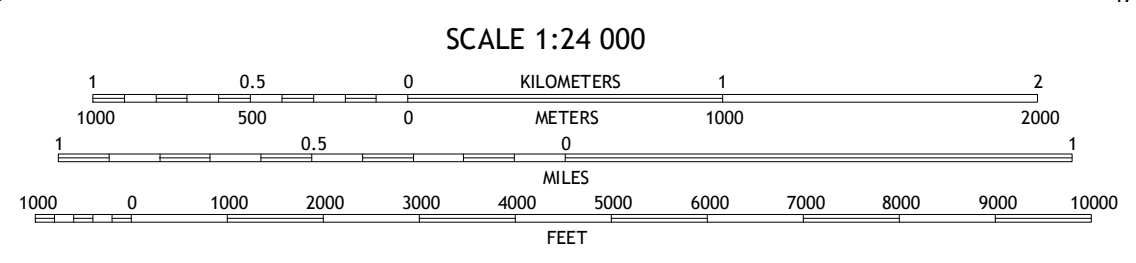 SCALE 1:24 000
1 0.5 0 KILOMETERS 1 2
1000 500 0 METERS 1000 2000
1 0.5 0 1
MILES
1000 0 1000 2000 3000 4000 5000 6000 7000 8000 9000 10000
FEET